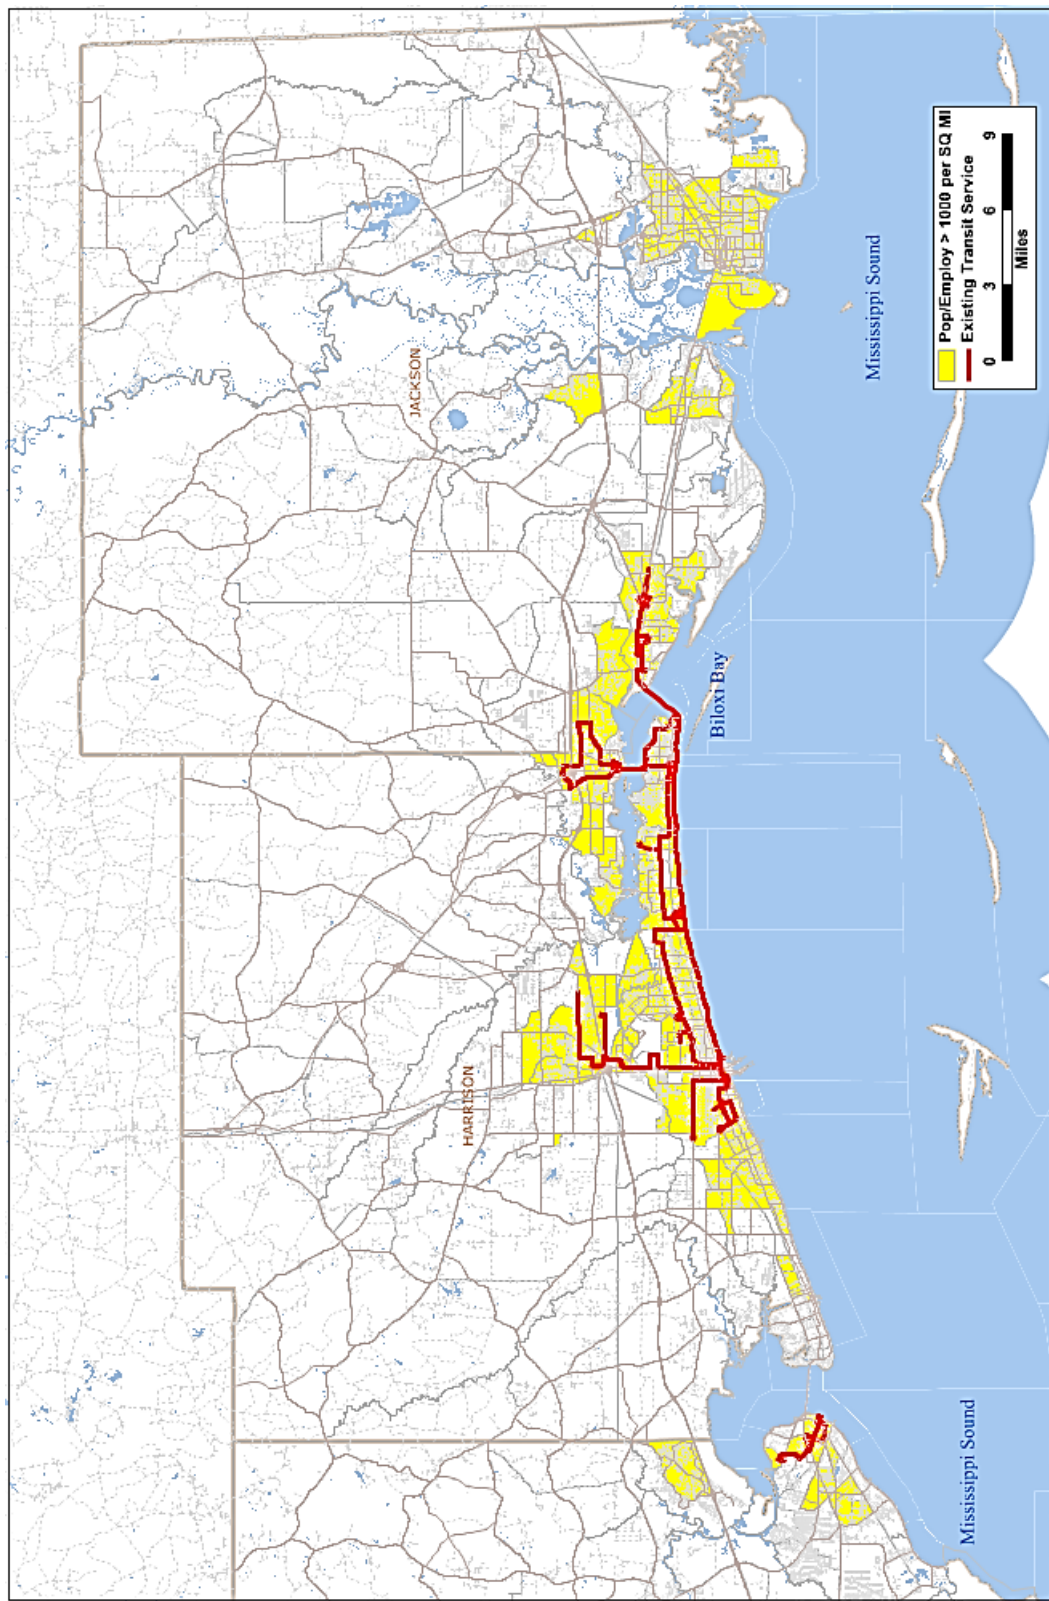 JACKSON
HARRISON
Biloxi Bay
Mississippi Sound
Mississippi Sound
Pop/Employ > 1000 per SQ MI
Existing Transit Service
0 3 6 9
Miles